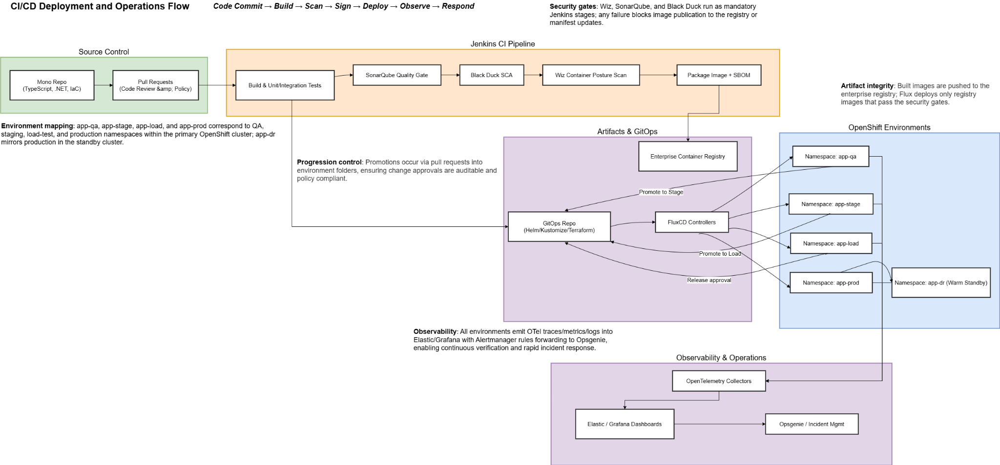 CI/CD Deployment and Operations Flow
Code Commit → Build → Scan → Sign → Deploy → Observe → Respond
Security gates: Wiz, SonarQube, and Black Duck run as mandatory
Jenkins stages; any failure blocks image publication to the registry or
manifest updates.
Source Control
Mono Repo
(TypeScript, .NET, IaC)
Pull Requests
(Code Review &amp; Policy)
Jenkins CI Pipeline
Build & Unit/Integration Tests
SonarQube Quality Gate
Black Duck SCA
Wiz Container Posture Scan
Package Image + SBOM
Artifact integrity: Built images are pushed to the
enterprise registry; Flux deploys only registry
images that pass the security gates.
Environment mapping: app-qa, app-stage, app-load, and app-prod correspond to QA,
staging, load-test, and production namespaces within the primary OpenShift cluster; app-dr
mirrors production in the standby cluster.
Progression control: Promotions occur via pull requests into
environment folders, ensuring change approvals are auditable and
policy compliant.
Artifacts & GitOps
Enterprise Container Registry
Promote to Stage
GitOps Repo
(Helm/Kustomize/Terraform)
FluxCD Controllers
Promote to Load
Release approval
OpenShift Environments
Namespace: app-qa
Namespace: app-stage
Namespace: app-load
Namespace: app-prod
Namespace: app-dr (Warm Standby)
Observability: All environments emit OTel traces/metrics/logs into
Elastic/Grafana with Alertmanager rules forwarding to Opsgenie,
enabling continuous verification and rapid incident response.
Observability & Operations
OpenTelemetry Collectors
Elastic / Grafana Dashboards
Opsgenie / Incident Mgmt